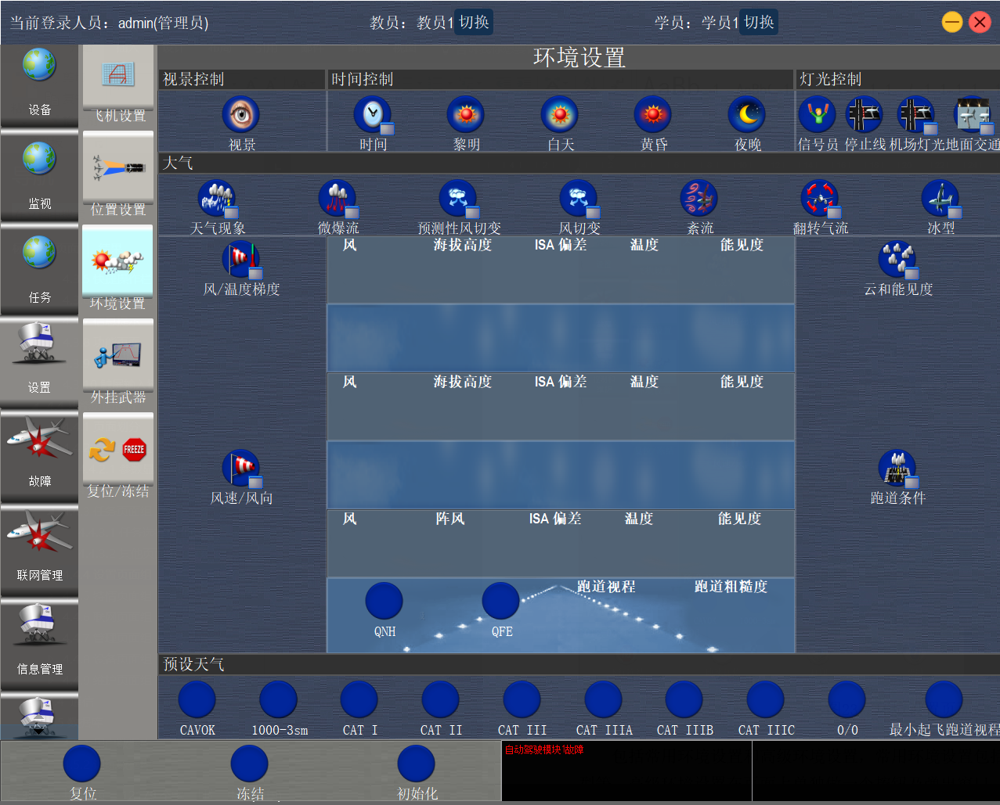 当前登录人员：admin(管理员)
教员：教员1 切换
学员：学员1 切换
环境设置
视景控制
时间控制
灯光控制
视景
时间
黎明
白天
黄昏
夜晚
信号员
停止线
机场灯光
地面交通
大气
天气现象
微爆流
预测性风切变
风切变
紊流
翻转气流
冰型
风/温度梯度
风速/风向
风 海拔高度 ISA 偏差 温度 能见度
风 海拔高度 ISA 偏差 温度 能见度
风 阵风 ISA 偏差 温度 能见度
跑道视程 跑道粗糙度
QNH
QFE
云和能见度
跑道条件
预设天气
CAVOK
1000-3sm
CAT I
CAT II
CAT III
CAT IIIA
CAT IIIB
CAT IIIC
0/0
最小起飞跑道视程
设备
监视
任务
设置
故障
联网管理
信息管理
飞机设置
位置设置
环境设置
外挂武器
FREEZE
复位/冻结
复位
冻结
初始化
自动驾驶模块1故障